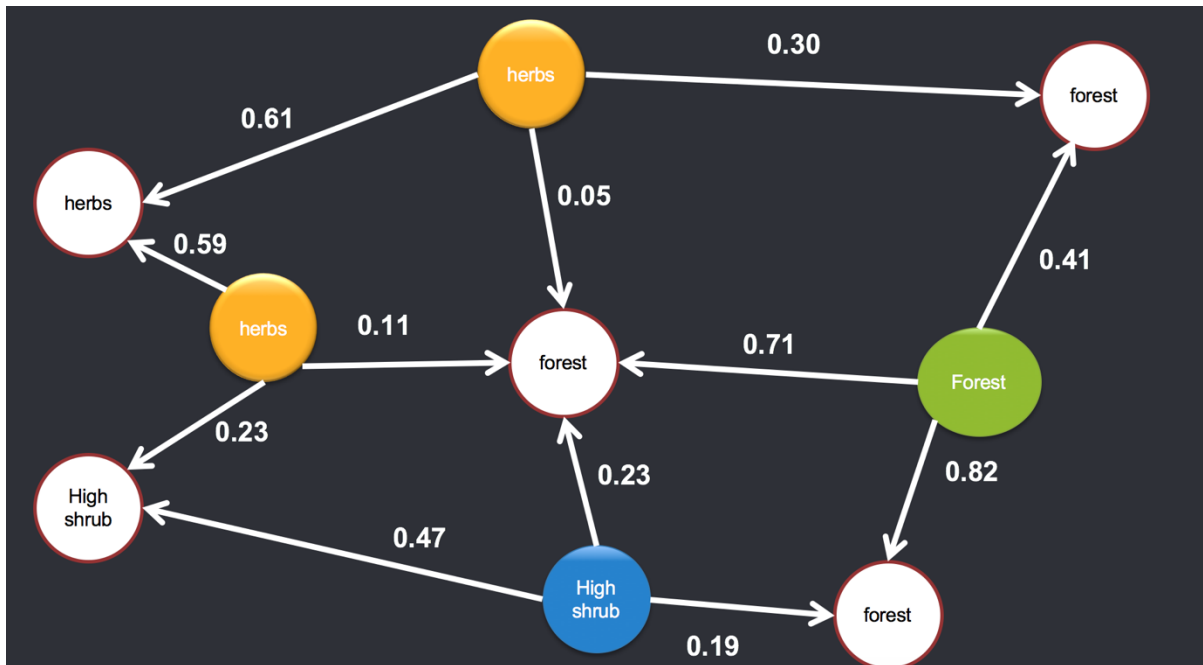 herbs
0.30
forest
0.61
0.05
herbs
0.59
0.41
herbs
0.11
forest
0.71
Forest
0.23
High
shrub
0.23
0.82
0.47
High
shrub
forest
0.19